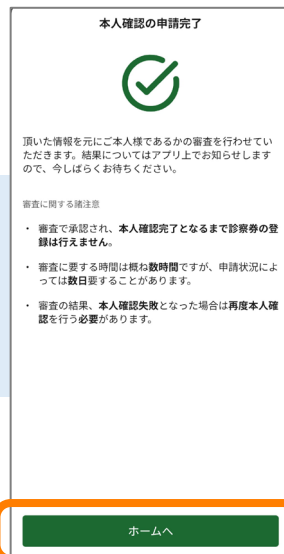 本人確認の申請完了
頂いた情報を元にご本人様であるかの審査を行わせてい
ただきます。結果についてはアプリ上でお知らせします
ので、今しばらくお待ちください。
審査に関する諸注意
・ 審査で承認され、本人確認完了となるまで診察券の登
録は行えません。
・ 審査に要する時間は概ね数時間ですが、申請状況によ
っては数日要することがあります。
・ 審査の結果、本人確認失敗となった場合は再度本人確
認を行う必要があります。
ホームへ